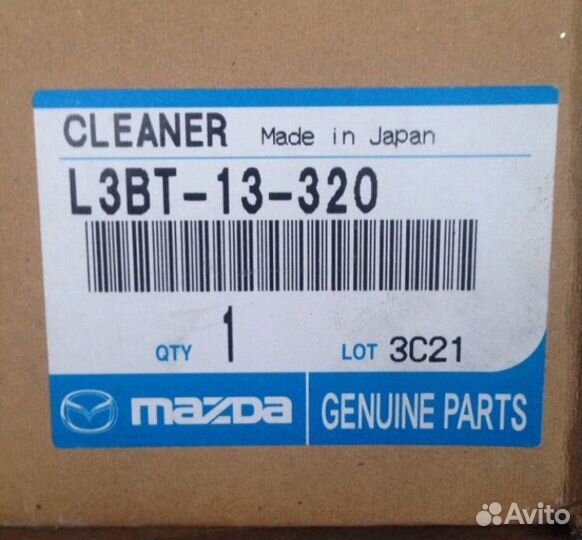 CLEANER Made in Japan
L3BT-13-320
QTY 1 LOT 3C21
mazda GENUINE PARTS
Avito